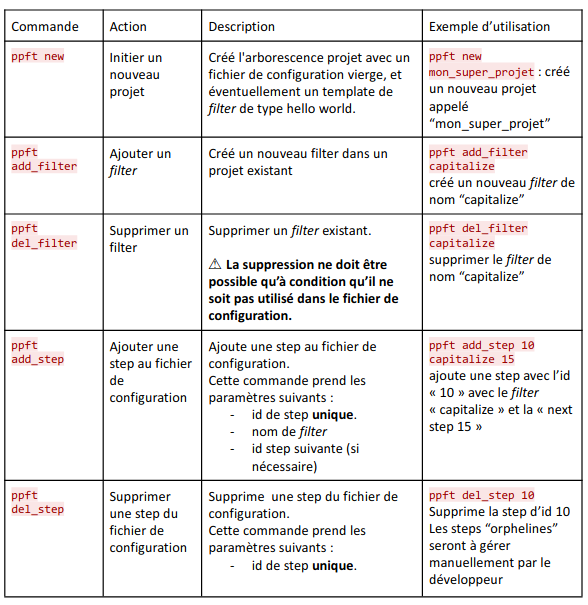 Commande Action Description Exemple d’utilisation
ppft new
Initier un
nouveau
projet
Créé l'arborescence projet avec un
fichier de configuration vierge, et
éventuellement un template de
filter de type hello world.
ppft new
mon_super_projet : créé
un nouveau projet
appelé
“mon_super_projet”
ppft
add_filter
Ajouter un
filter
Créé un nouveau filter dans un
projet existant
ppft add_filter
capitalize
créé un nouveau filter de
nom “capitalize”
ppft
del_filter
Supprimer un
filter
Supprimer un filter existant.
⚠ La suppression ne doit être
possible qu’à condition qu’il ne
soit pas utilisé dans le fichier de
configuration.
ppft del_filter
capitalize
supprimer le filter de
nom “capitalize”
ppft
add_step
Ajouter une
step au fichier
de
configuration
Ajoute une step au fichier de
configuration.
Cette commande prend les
paramètres suivants :
- id de step unique.
- nom de filter
- id step suivante (si
nécessaire)
ppft add_step 10
capitalize 15
ajoute une step avec l’id
« 10 » avec le filter
« capitalize » et la « next
step 15 »
ppft
del_step
Supprimer
une step du
fichier de
configuration
Supprime une step du fichier de
configuration.
Cette commande prend les
paramètres suivants :
- id de step unique.
ppft del_step 10
Supprime la step d’id 10
Les steps “orphelines”
seront à gérer
manuellement par le
développeur